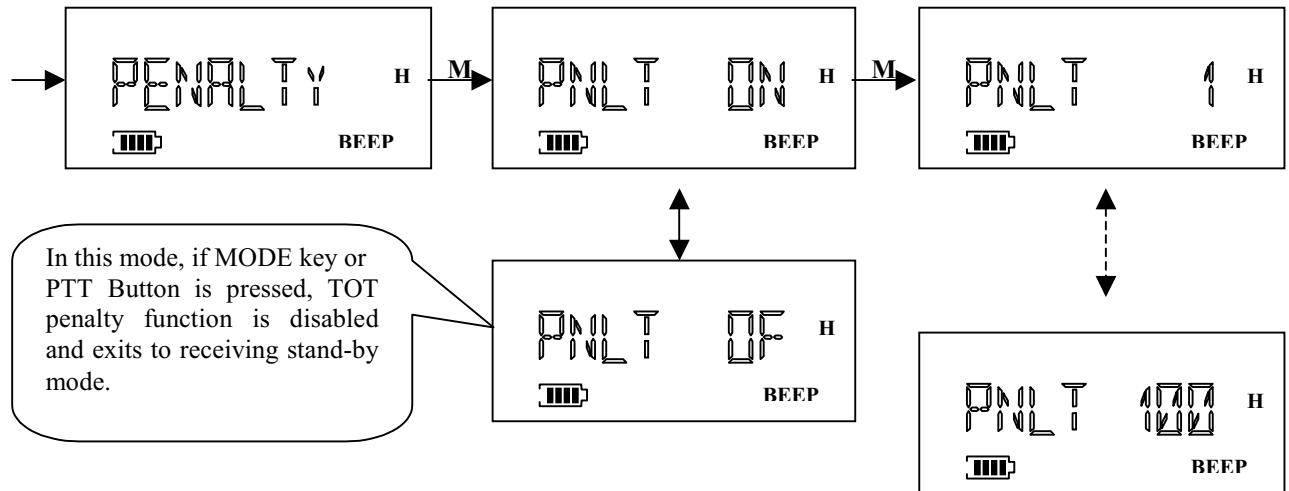 PENALTY H
BEEP
M
PNLT ON H
BEEP
M
PNLT 1 H
BEEP
In this mode, if MODE key or
PTT Button is pressed, TOT
penalty function is disabled
and exits to receiving stand-by
mode.
PNLT OF H
BEEP
PNLT 100 H
BEEP